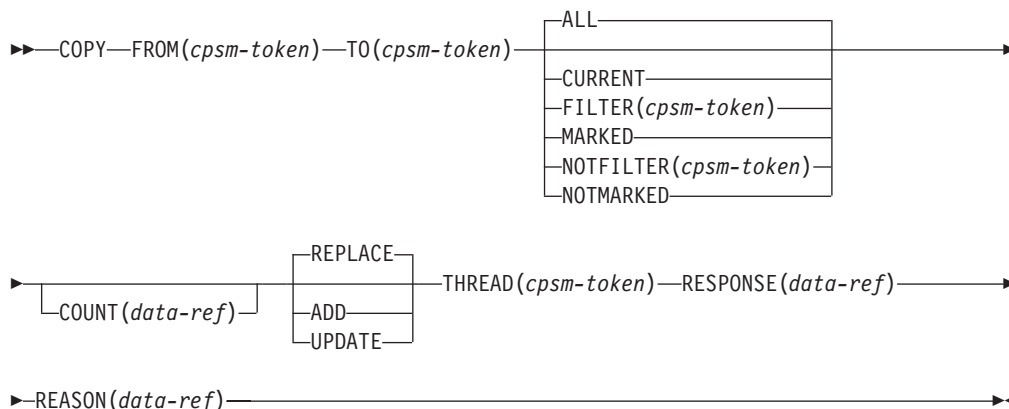 ALL
COPY FROM(cpsm-token) TO(cpsm-token)
CURRENT
FILTER(cpsm-token)
MARKED
NOTFILTER(cpsm-token)
NOTMARKED
REPLACE
THREAD(cpsm-token) RESPONSE(data-ref)
COUNT(data-ref)
ADD
UPDATE
REASON(data-ref)